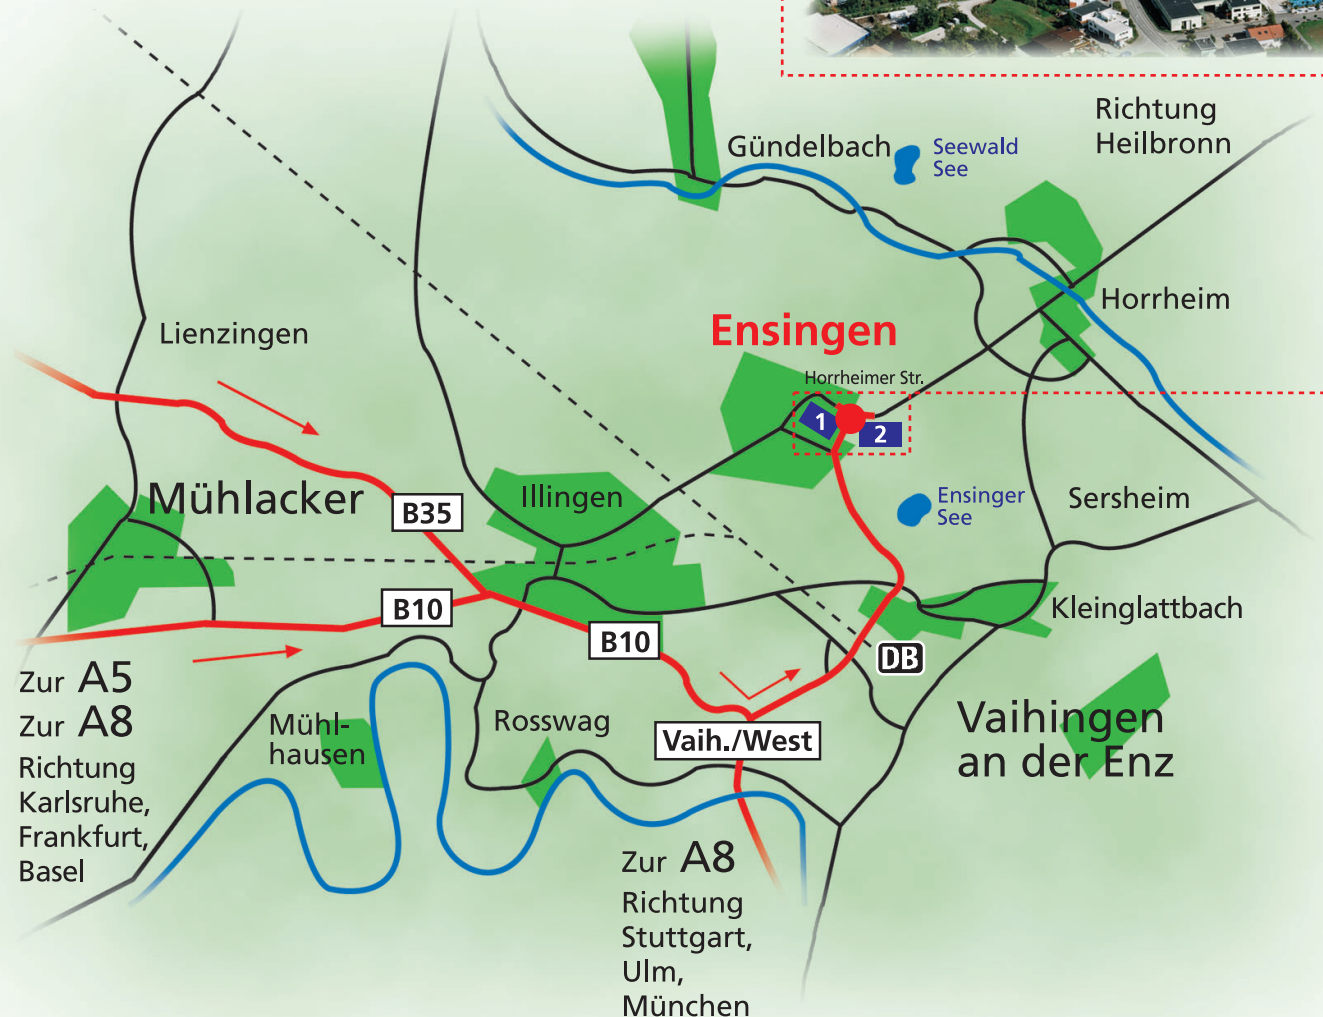 Richtung
Heilbronn
Gündelbach
Seewald
See
Horrheim
Lienzingen
Ensingen
Horrheimer Str.
1
2
Mühlacker
B35
Illingen
Ensinger
See
Sersheim
B10
B10
Kleinglattbach
DB
Zur A5
Zur A8
Richtung
Karlsruhe,
Frankfurt,
Basel
Mühl-
hausen
Rosswag
Vaih./West
Vaihingen
an der Enz
Zur A8
Richtung
Stuttgart,
Ulm,
München